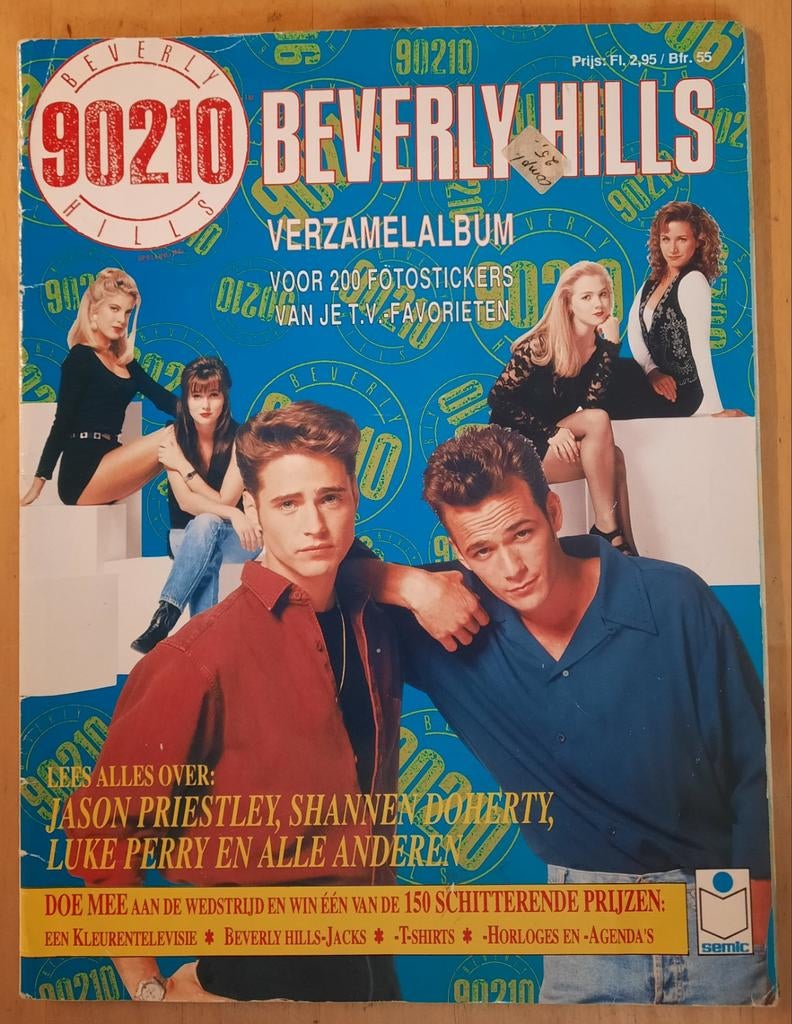 Prijs: Fl. 2,95 / Bfr. 55
BEVERLY
90210
HILLS
BEVERLY HILLS
compl.
25,-
VERZAMELALBUM
VOOR 200 FOTOSTICKERS
VAN JE T.V.-FAVORIETEN
LEES ALLES OVER:
JASON PRIESTLEY, SHANNEN DOHERTY,
LUKE PERRY EN ALLE ANDEREN
DOE MEE AAN DE WEDSTRIJD EN WIN ÉÉN VAN DE 150 SCHITTERENDE PRIJZEN:
EEN KLEURENTELEVISIE * BEVERLY HILLS-JACKS * -T-SHIRTS * -HORLOGES EN -AGENDA'S
semic